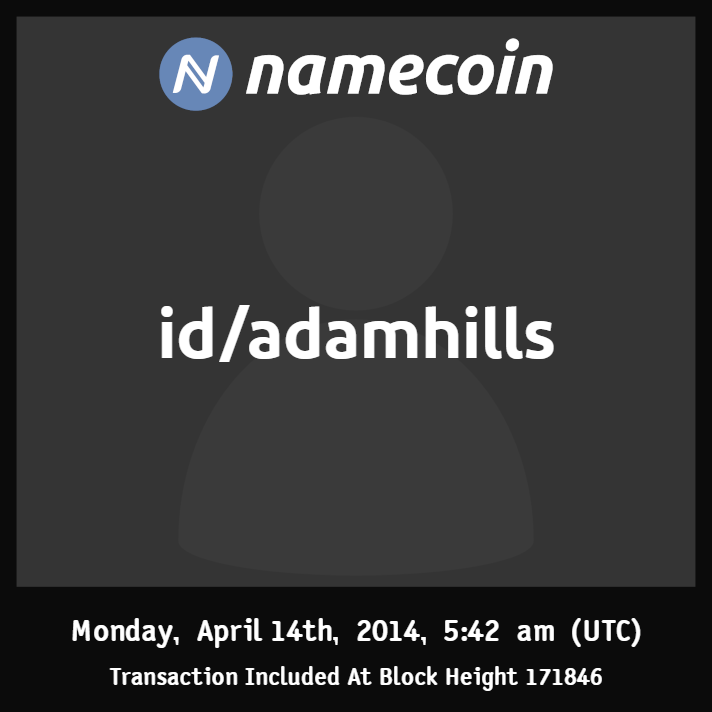 namecoin
id/adamhills
Monday, April 14th, 2014, 5:42 am (UTC)
Transaction Included At Block Height 171846